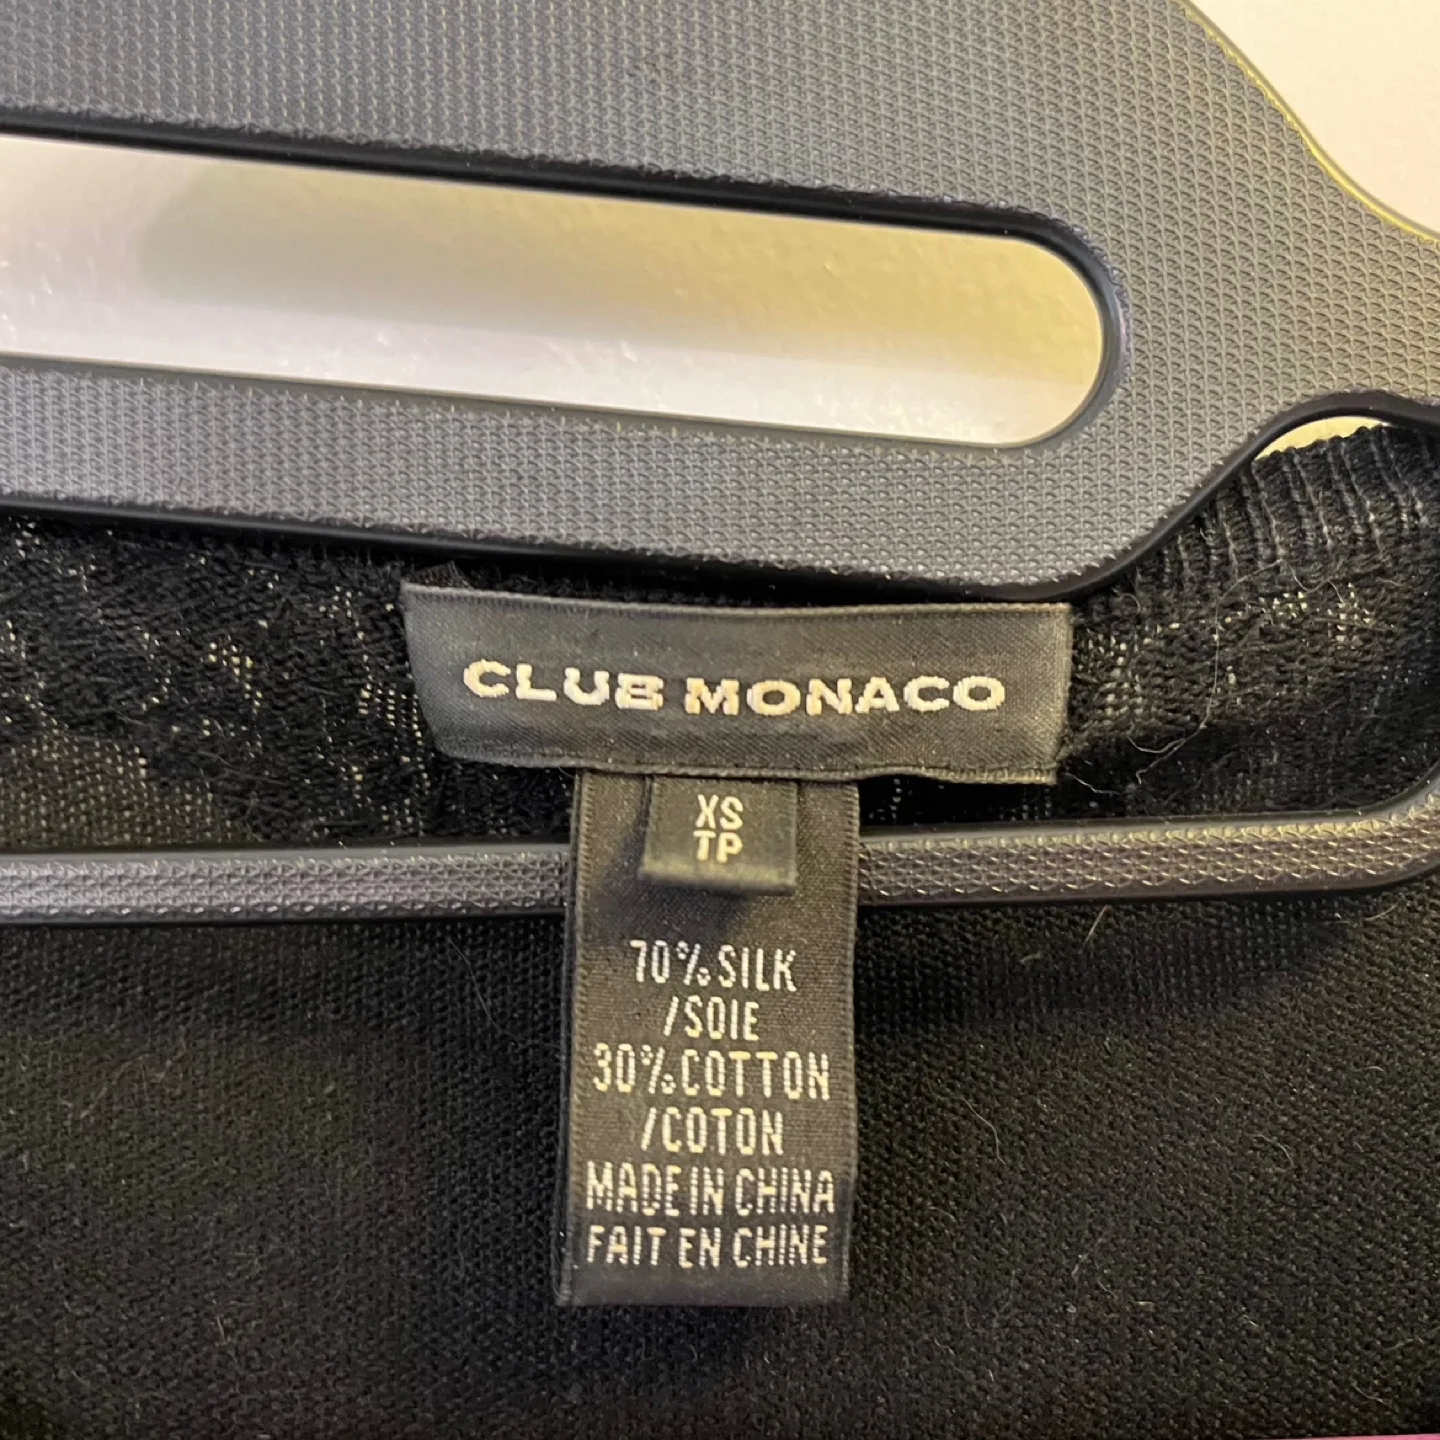 CLUB MONACO
XS
TP
70% SILK
/SOIE
30% COTTON
/COTON
MADE IN CHINA
FAIT EN CHINE